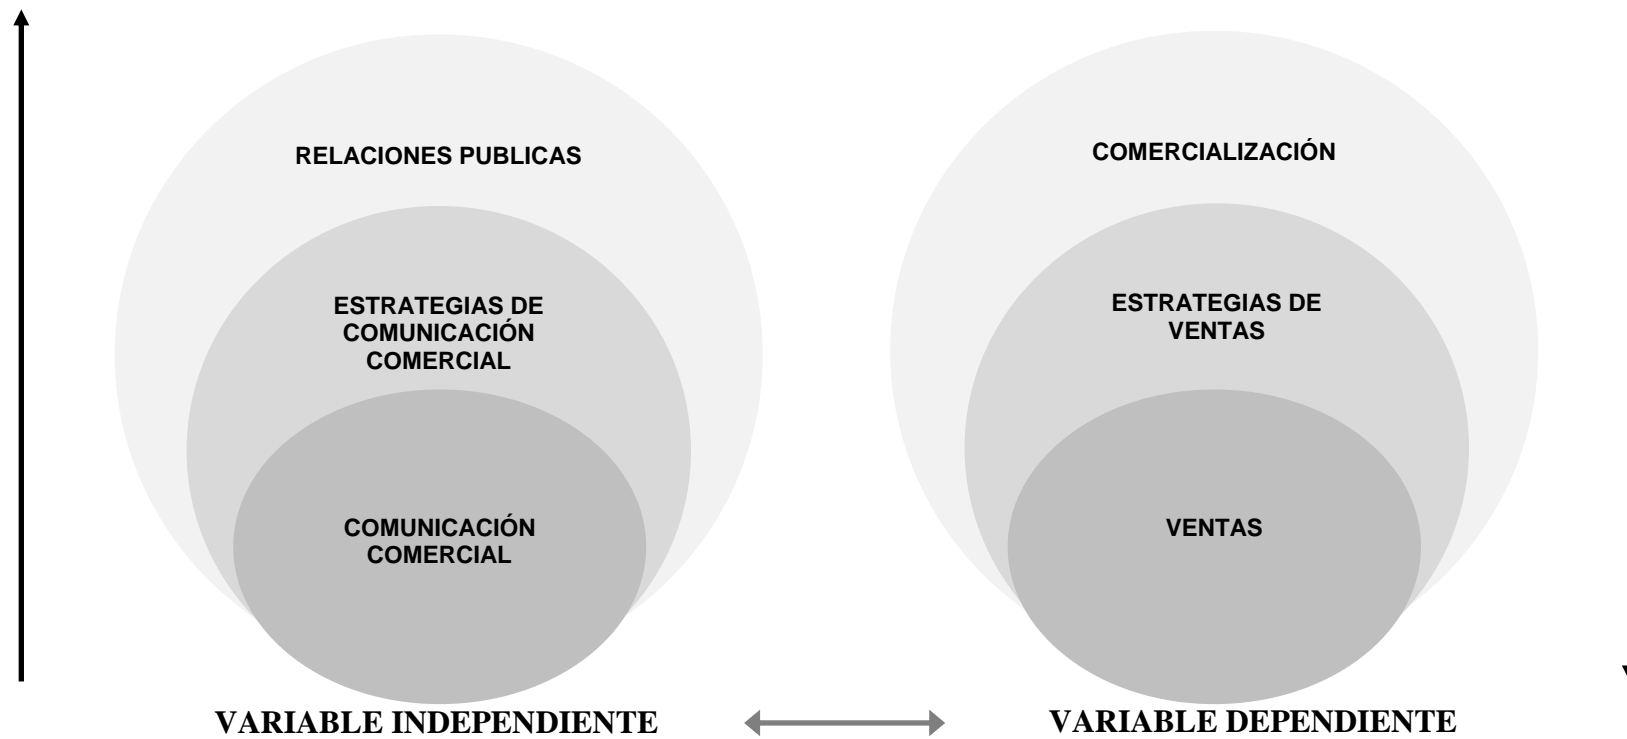 RELACIONES PUBLICAS
ESTRATEGIAS DE
COMUNICACIÓN
COMERCIAL
COMUNICACIÓN
COMERCIAL
VARIABLE INDEPENDIENTE
COMERCIALIZACIÓN
ESTRATEGIAS DE
VENTAS
VENTAS
VARIABLE DEPENDIENTE